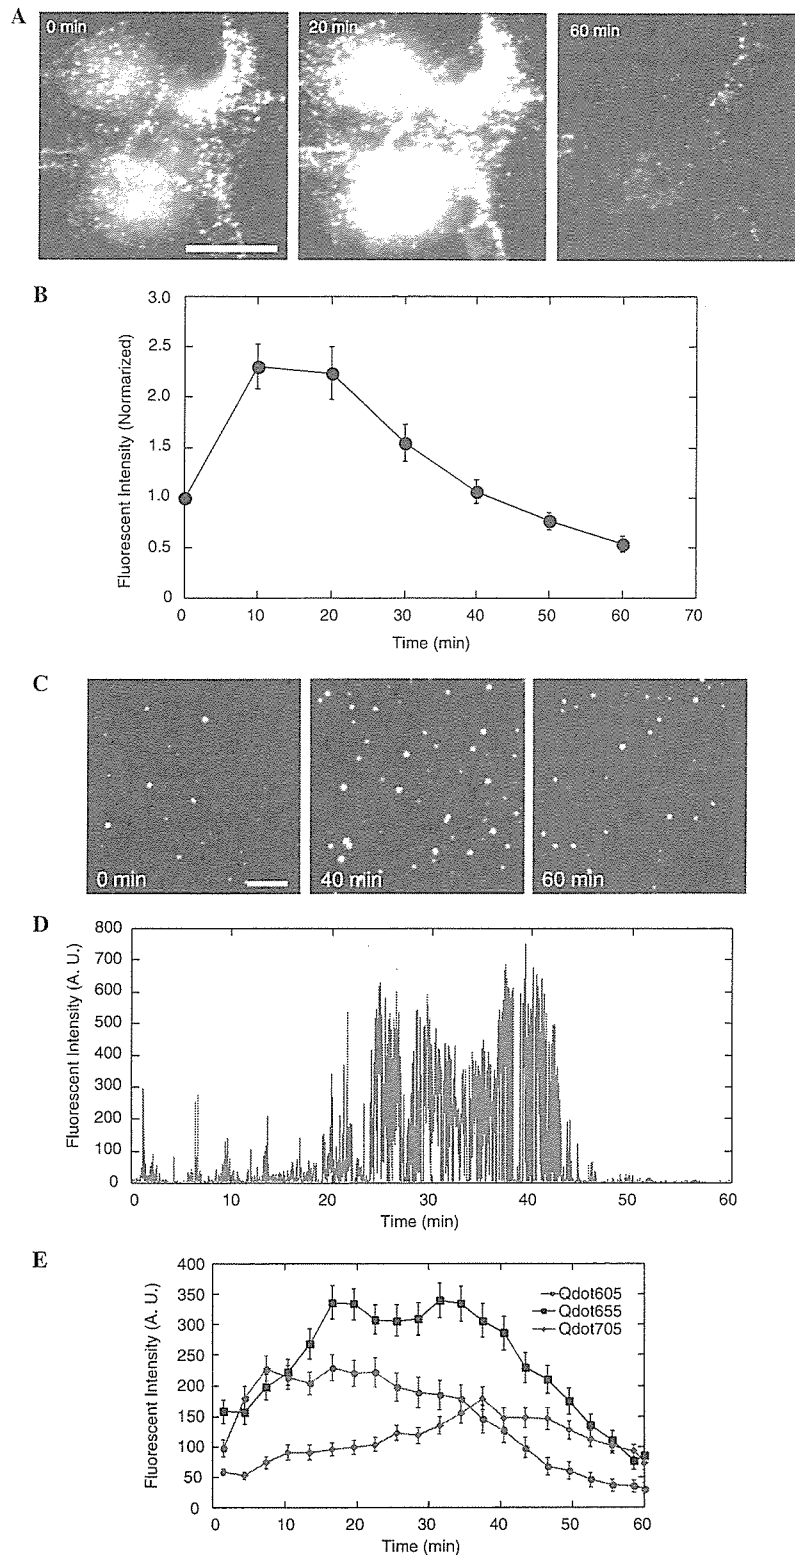 A
0 min
20 min
60 min
B
3.0
2.5
2.0
1.5
1.0
0.5
0
Fluorescent Intensity (Normarized)
0 10 20 30 40 50 60 70
Time (min)
C
0 min
40 min
60 min
D
800
700
600
500
400
300
200
100
0
Fluorescent Intensity (A. U.)
0 10 20 30 40 50 60
Time (min)
E
400
350
300
250
200
150
100
50
0
Fluorescent Intensity (A. U.)
Qdot605
Qdot655
Qdot705
0 10 20 30 40 50 60
Time (min)